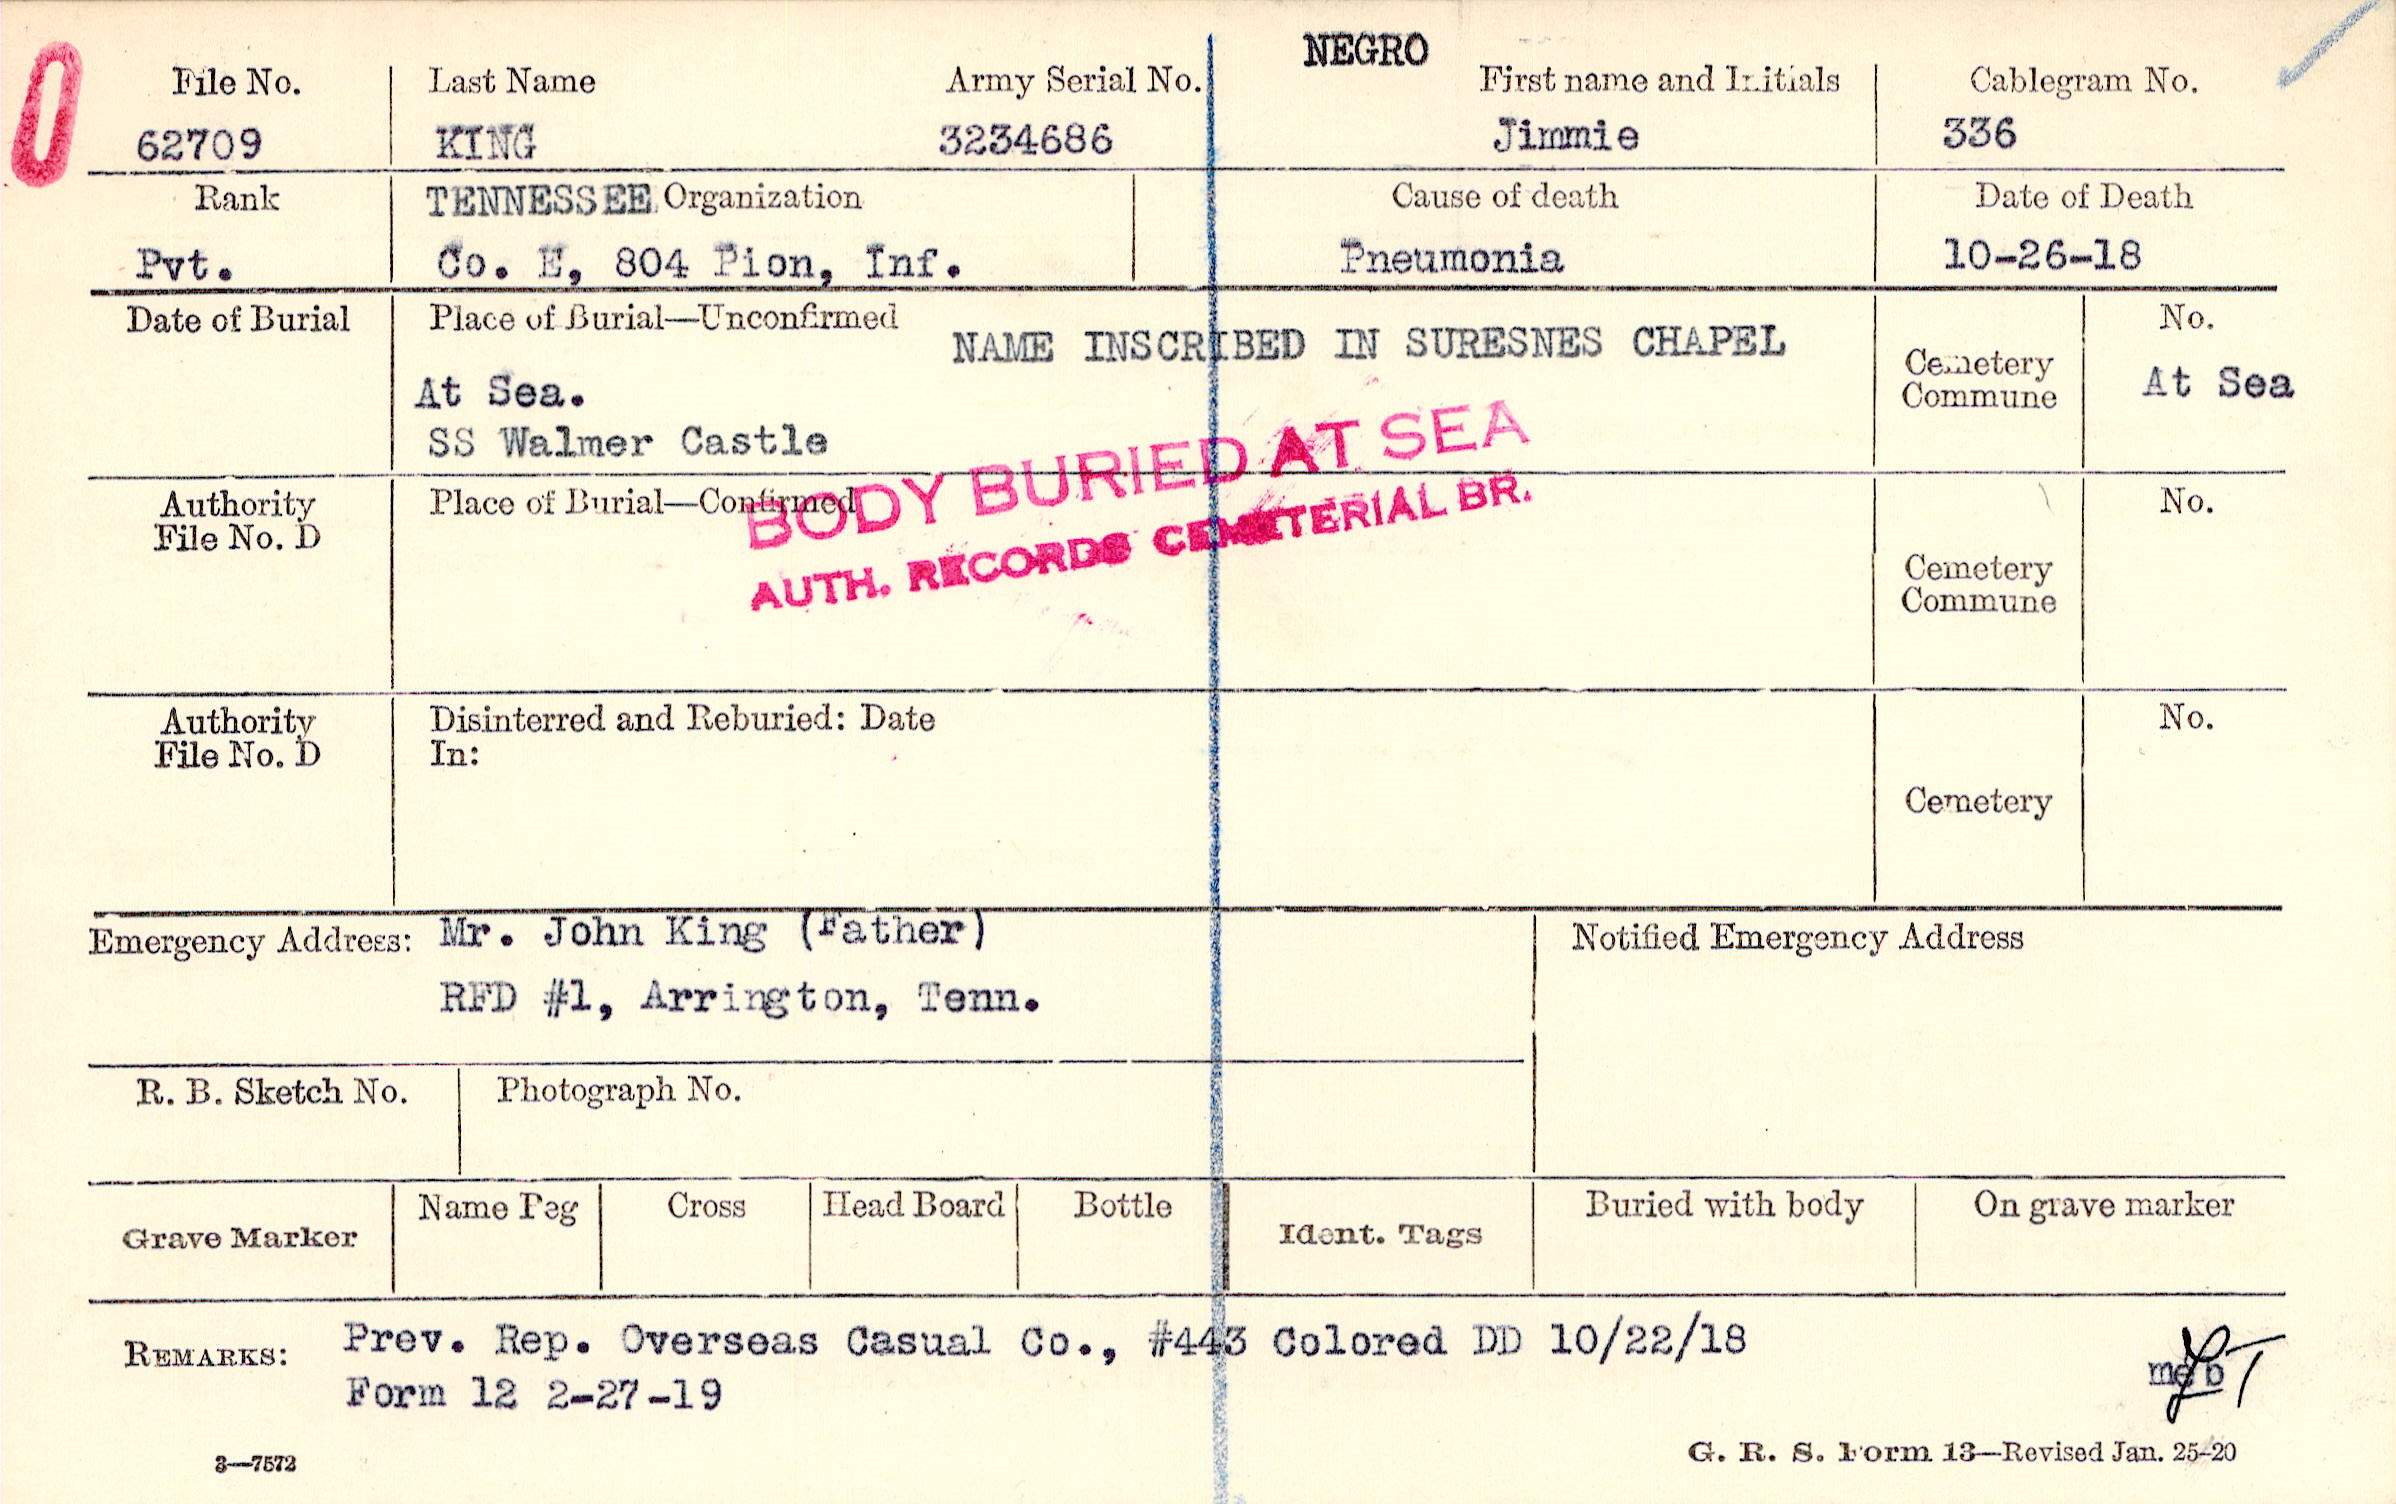 NEGRO
File No. Last Name Army Serial No. First name and Initials Cablegram No.
62709 KING 3234686 Jimmie 336
Rank TENNESSEE Organization Cause of death Date of Death
Pvt. Co. E, 804 Pion, Inf. Pneumonia 10-26-18
Date of Burial Place of Burial—Unconfirmed No.
NAME INSCRIBED IN SURESNES CHAPEL
Cemetery
Commune
At Sea. At Sea
SS Walmer Castle
BODY BURIED AT SEA
AUTH. RECORDS CEMETERIAL BR.
Authority Place of Burial—Confirmed No.
File No. D
Cemetery
Commune
Authority Disinterred and Reburied: Date No.
File No. D In:
Cemetery
Emergency Address: Mr. John King (Father) Notified Emergency Address
RFD #1, Arrington, Tenn.
R. B. Sketch No. Photograph No.
Grave Marker Name Peg Cross Head Board Bottle Ident. Tags Buried with body On grave marker
REMARKS: Prev. Rep. Overseas Casual Co., #443 Colored DD 10/22/18
Form 12 2-27-19
3—7572 G. R. S. Form 13—Revised Jan. 25-20